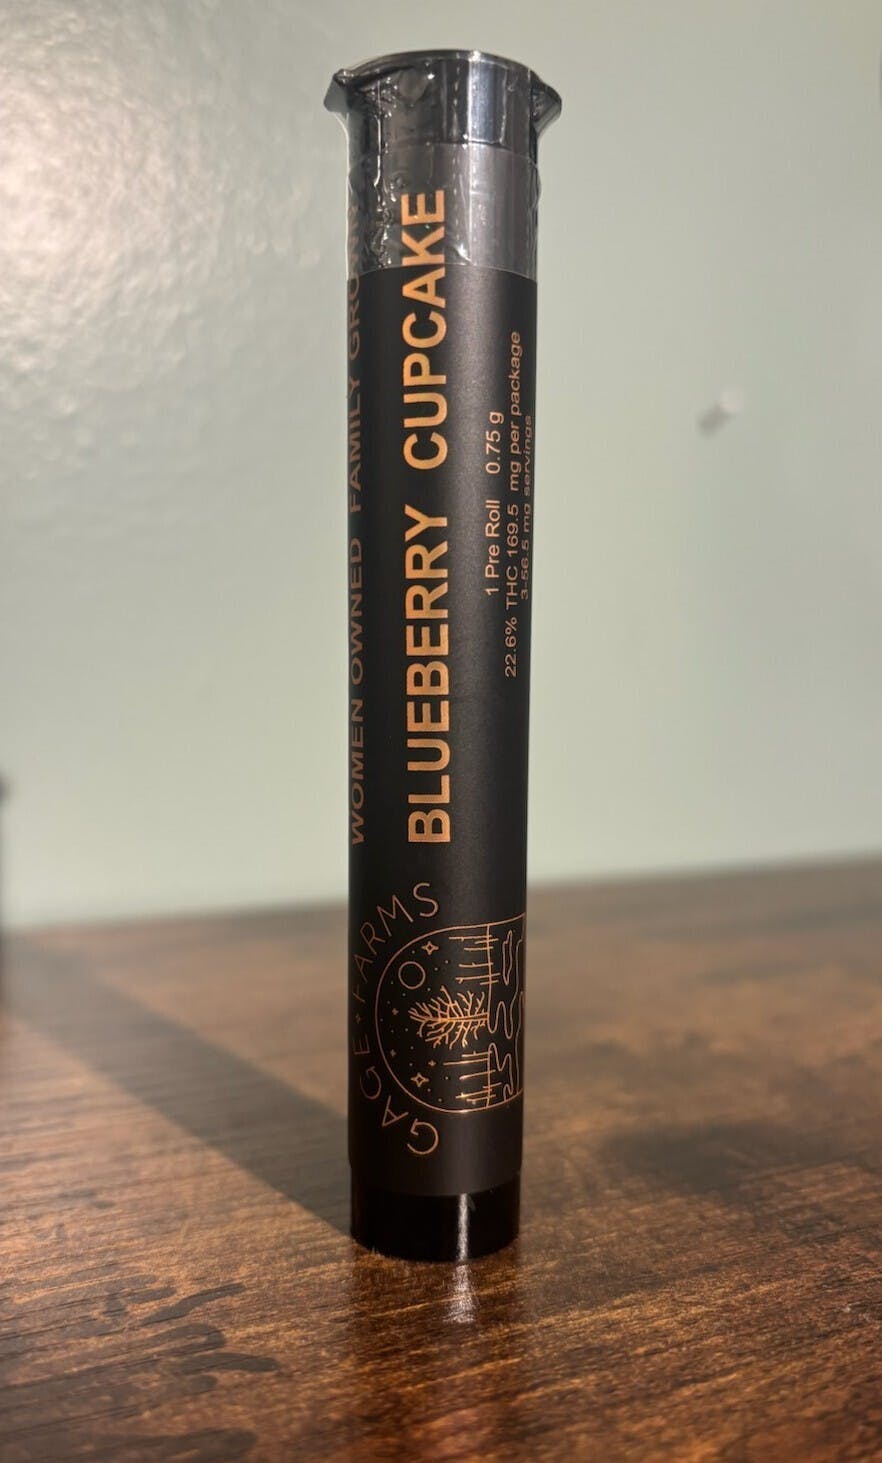 WOMEN OWNED FAMILY GROWN
BLUEBERRY CUPCAKE
1 Pre Roll 0.75 g
22.6% THC 169.5 mg per package
3-56.5 mg servings
GAGE FARMS